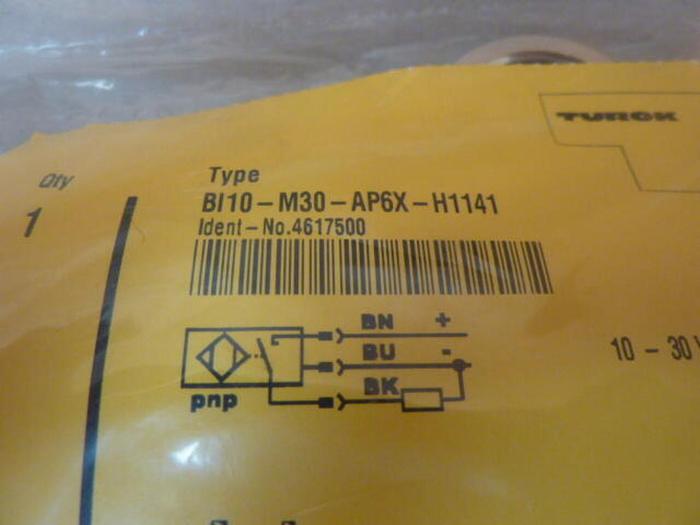 TURCK
Qty
1
Type
BI10-M30-AP6X-H1141
Ident-No.4617500
BN +
BU -
BK
pnp
10 - 30